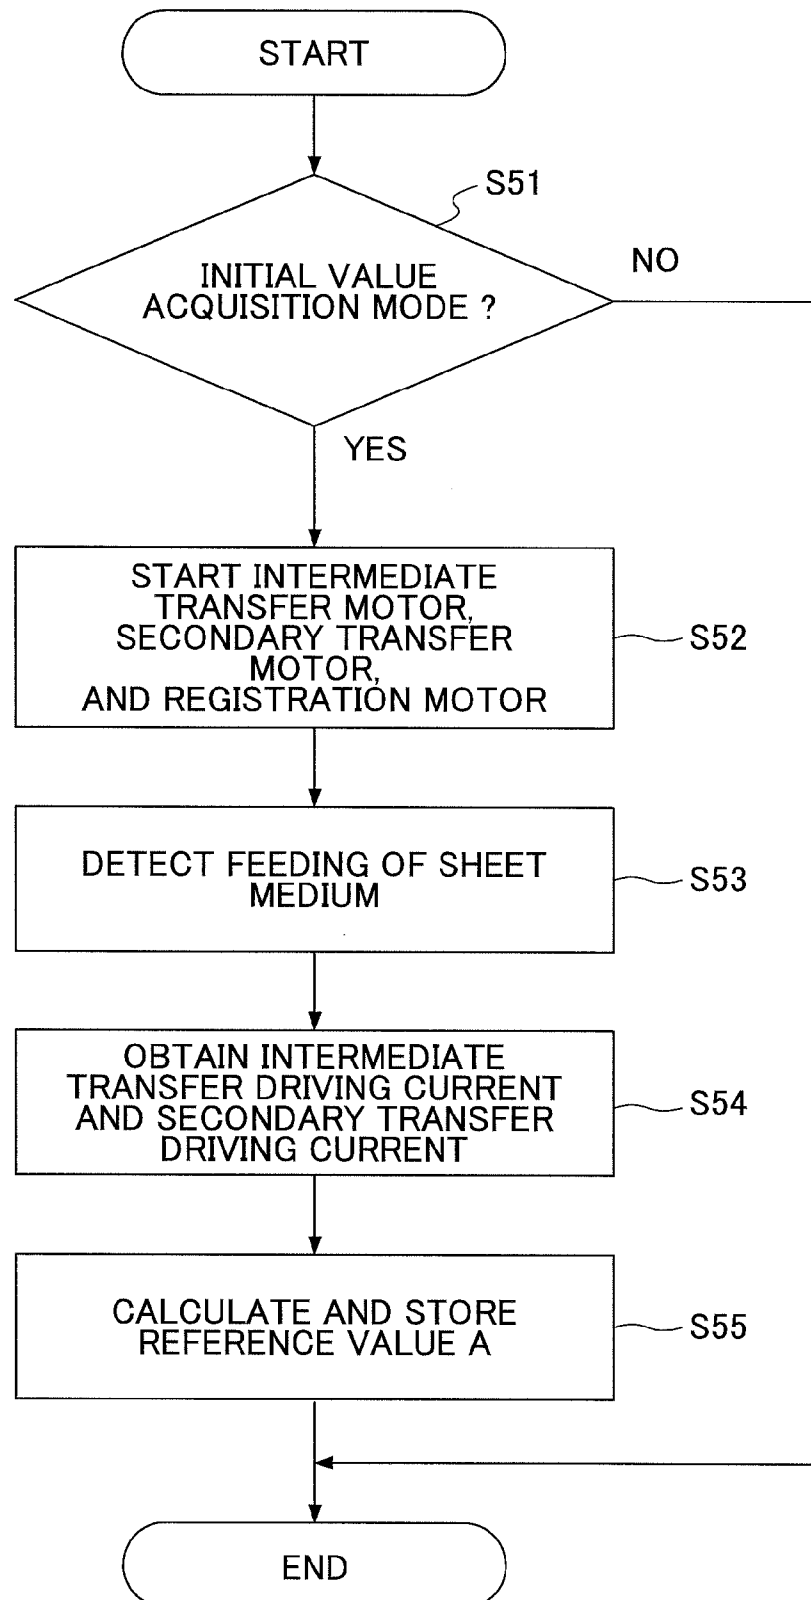 START
S51
INITIAL VALUE
ACQUISITION MODE ?
NO
YES
START INTERMEDIATE
TRANSFER MOTOR,
SECONDARY TRANSFER
MOTOR,
AND REGISTRATION MOTOR
S52
DETECT FEEDING OF SHEET
MEDIUM
S53
OBTAIN INTERMEDIATE
TRANSFER DRIVING CURRENT
AND SECONDARY TRANSFER
DRIVING CURRENT
S54
CALCULATE AND STORE
REFERENCE VALUE A
S55
END